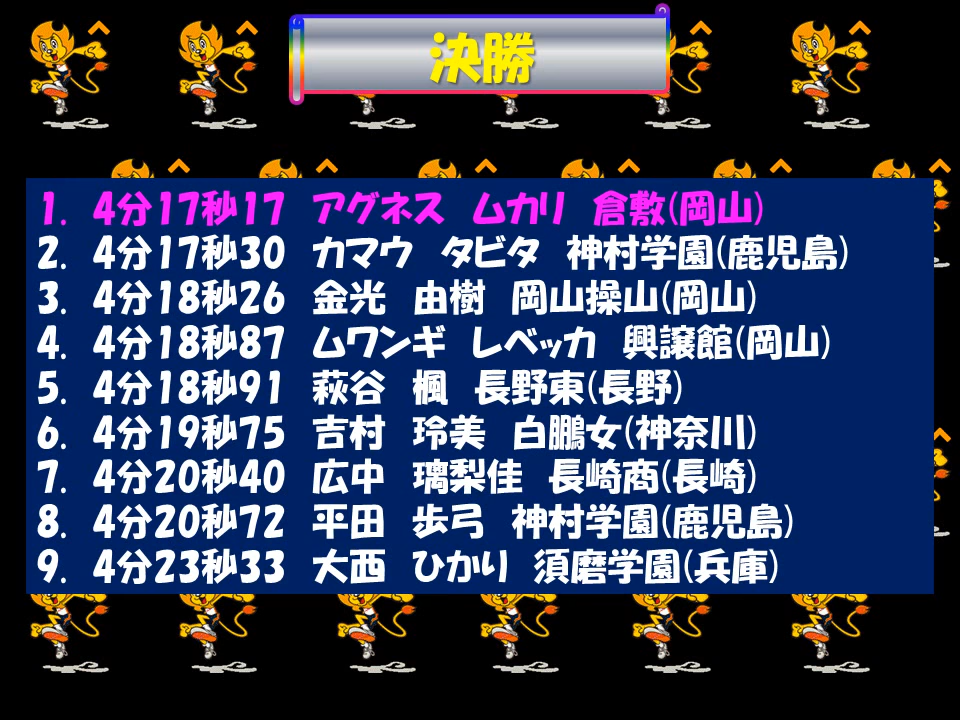 決勝
1. 4分17秒17 アグネス ムカリ 倉敷(岡山)
2. 4分17秒30 カマウ タビタ 神村学園(鹿児島)
3. 4分18秒26 金光 由樹 岡山操山(岡山)
4. 4分18秒87 ムワンギ レベッカ 興譲館(岡山)
5. 4分18秒91 萩谷 楓 長野東(長野)
6. 4分19秒75 吉村 玲美 白鵬女(神奈川)
7. 4分20秒40 広中 璃梨佳 長崎商(長崎)
8. 4分20秒72 平田 歩弓 神村学園(鹿児島)
9. 4分23秒33 大西 ひかり 須磨学園(兵庫)